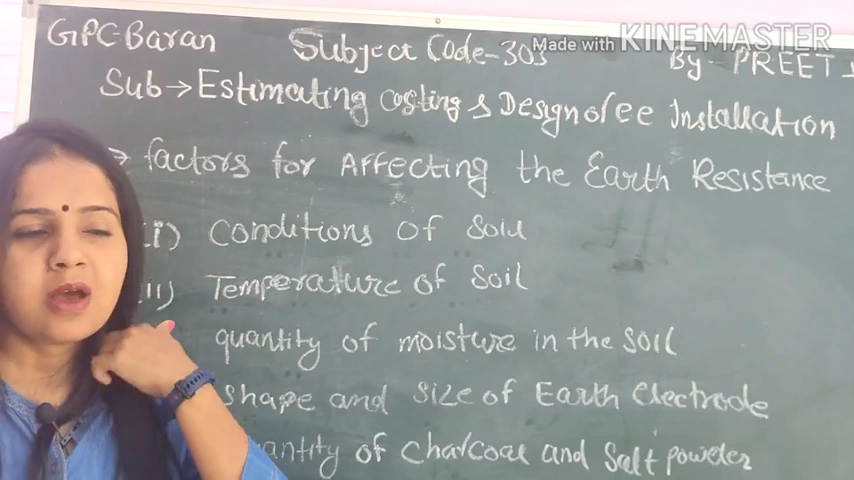 GPC-Baran Subject Code-303 By- PREETI
Made with KINEMASTER
Sub→Estimating costing & Design of ee Installation
→ factors for Affecting the Earth Resistance
(i) Conditions of Soil
(ii) Temperature of Soil
quantity of moisture in the soil
shape and size of Earth Electrode
quantity of charcoal and salt powder